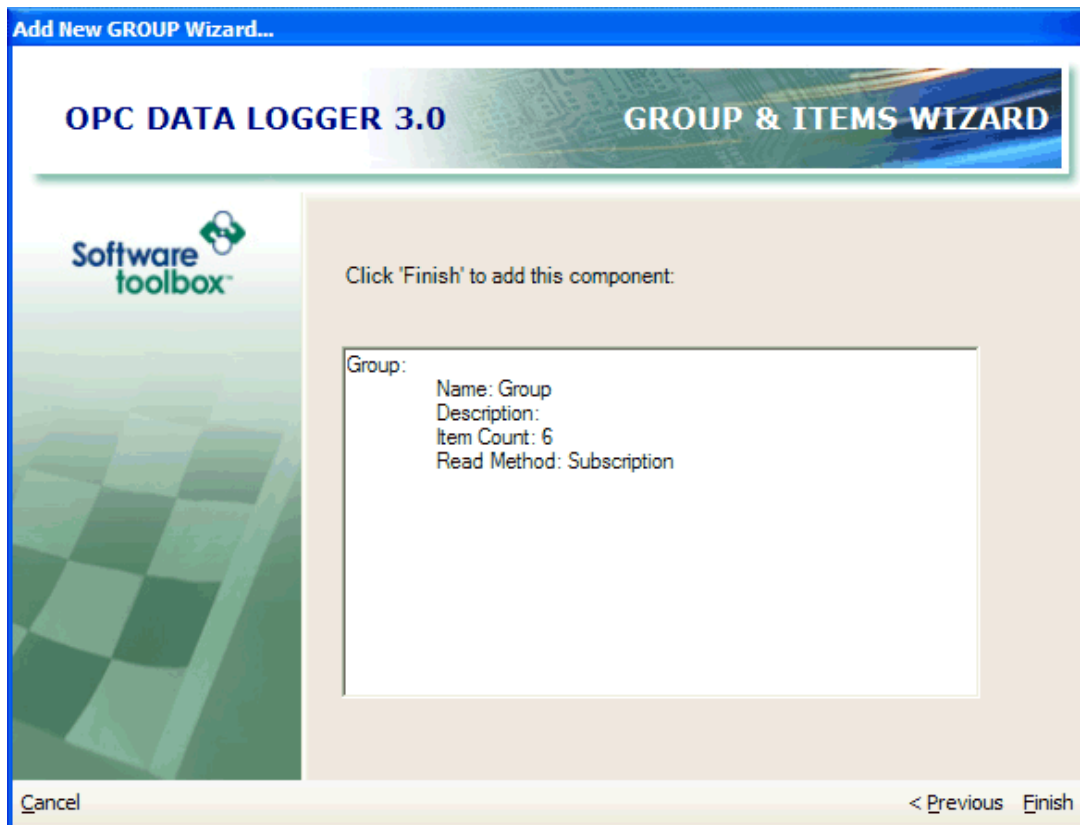 Add New GROUP Wizard...
OPC DATA LOGGER 3.0
GROUP & ITEMS WIZARD
Software
toolbox™
Click 'Finish' to add this component:
Group:
Name: Group
Description:
Item Count: 6
Read Method: Subscription
Cancel
< Previous
Finish